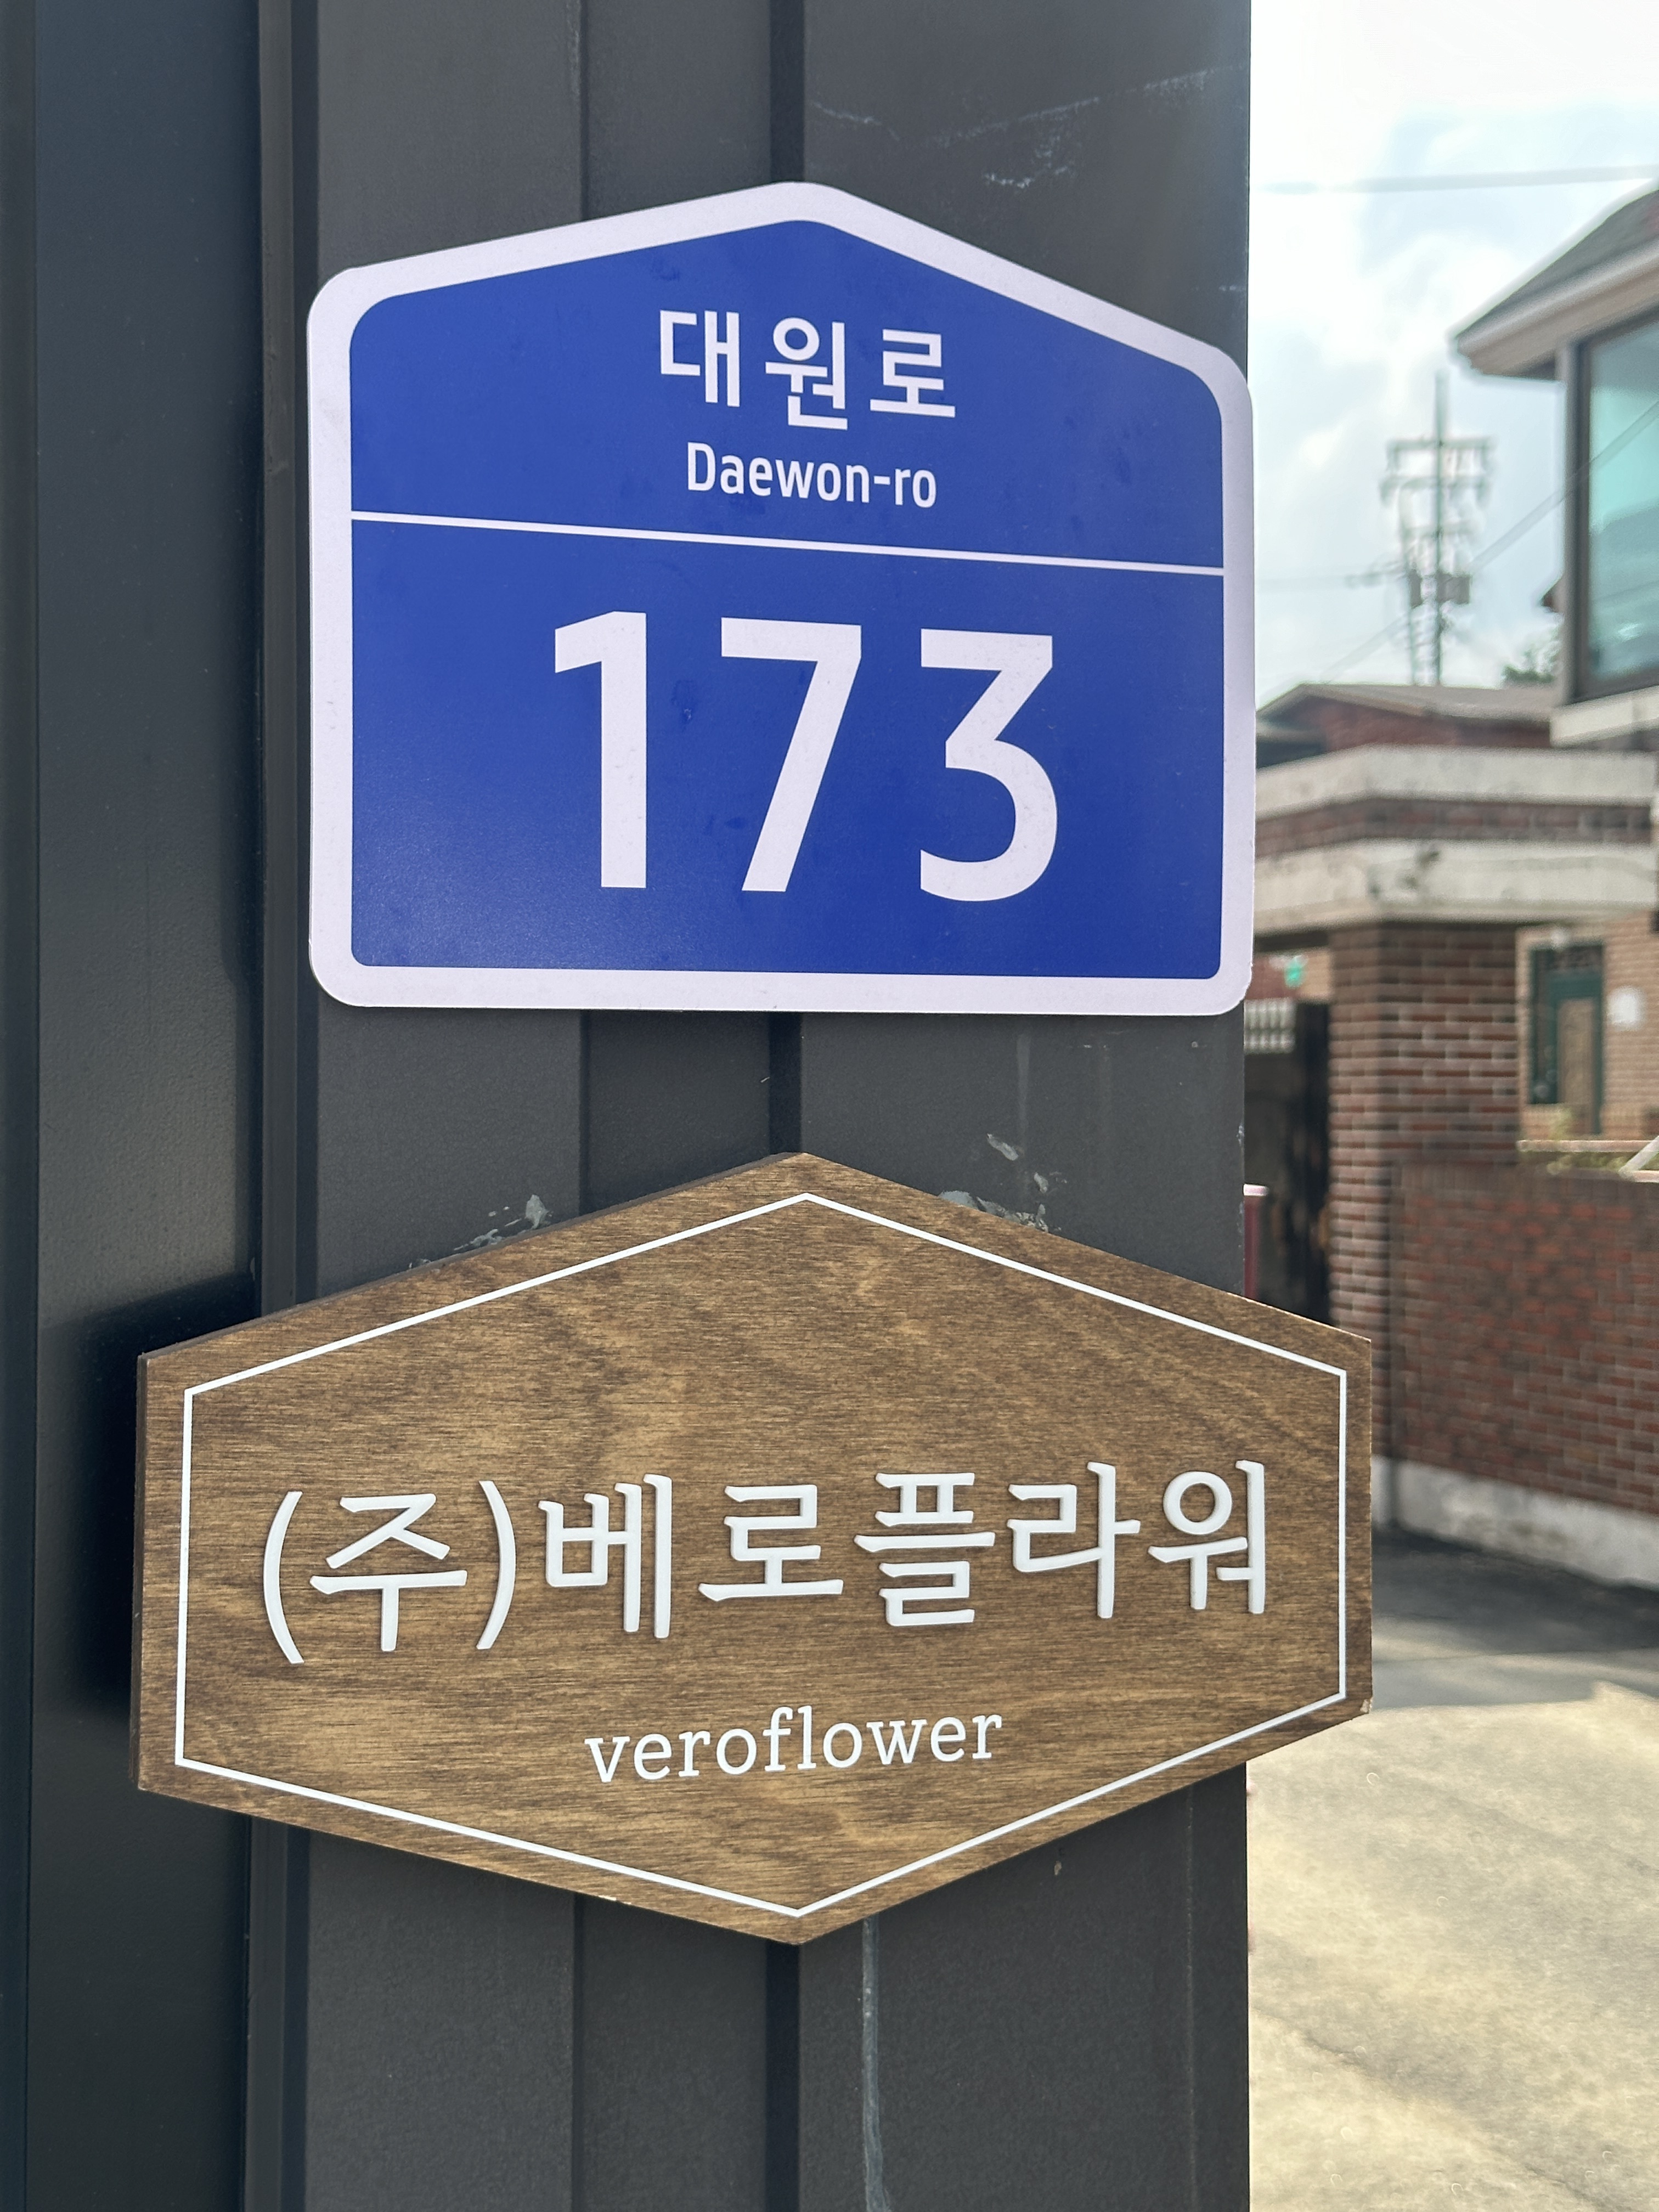 대원로
Daewon-ro
173
(주)베로플라워
veroflower